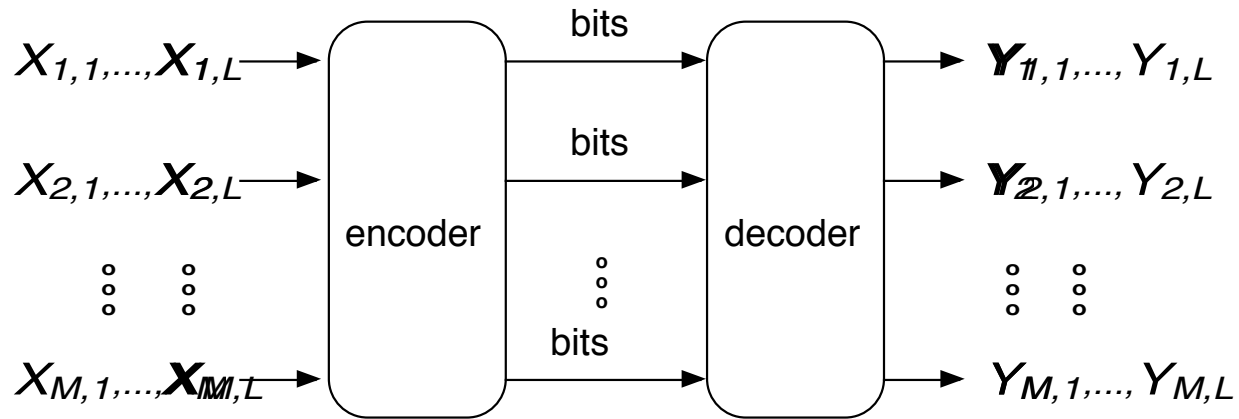 bits
X1,1,..., X1,L Y1,1,..., Y1,L
bits
X2,1,..., X2,L Y2,1,..., Y2,L
encoder decoder
bits
XM,1,..., XM,L YM,1,..., YM,L